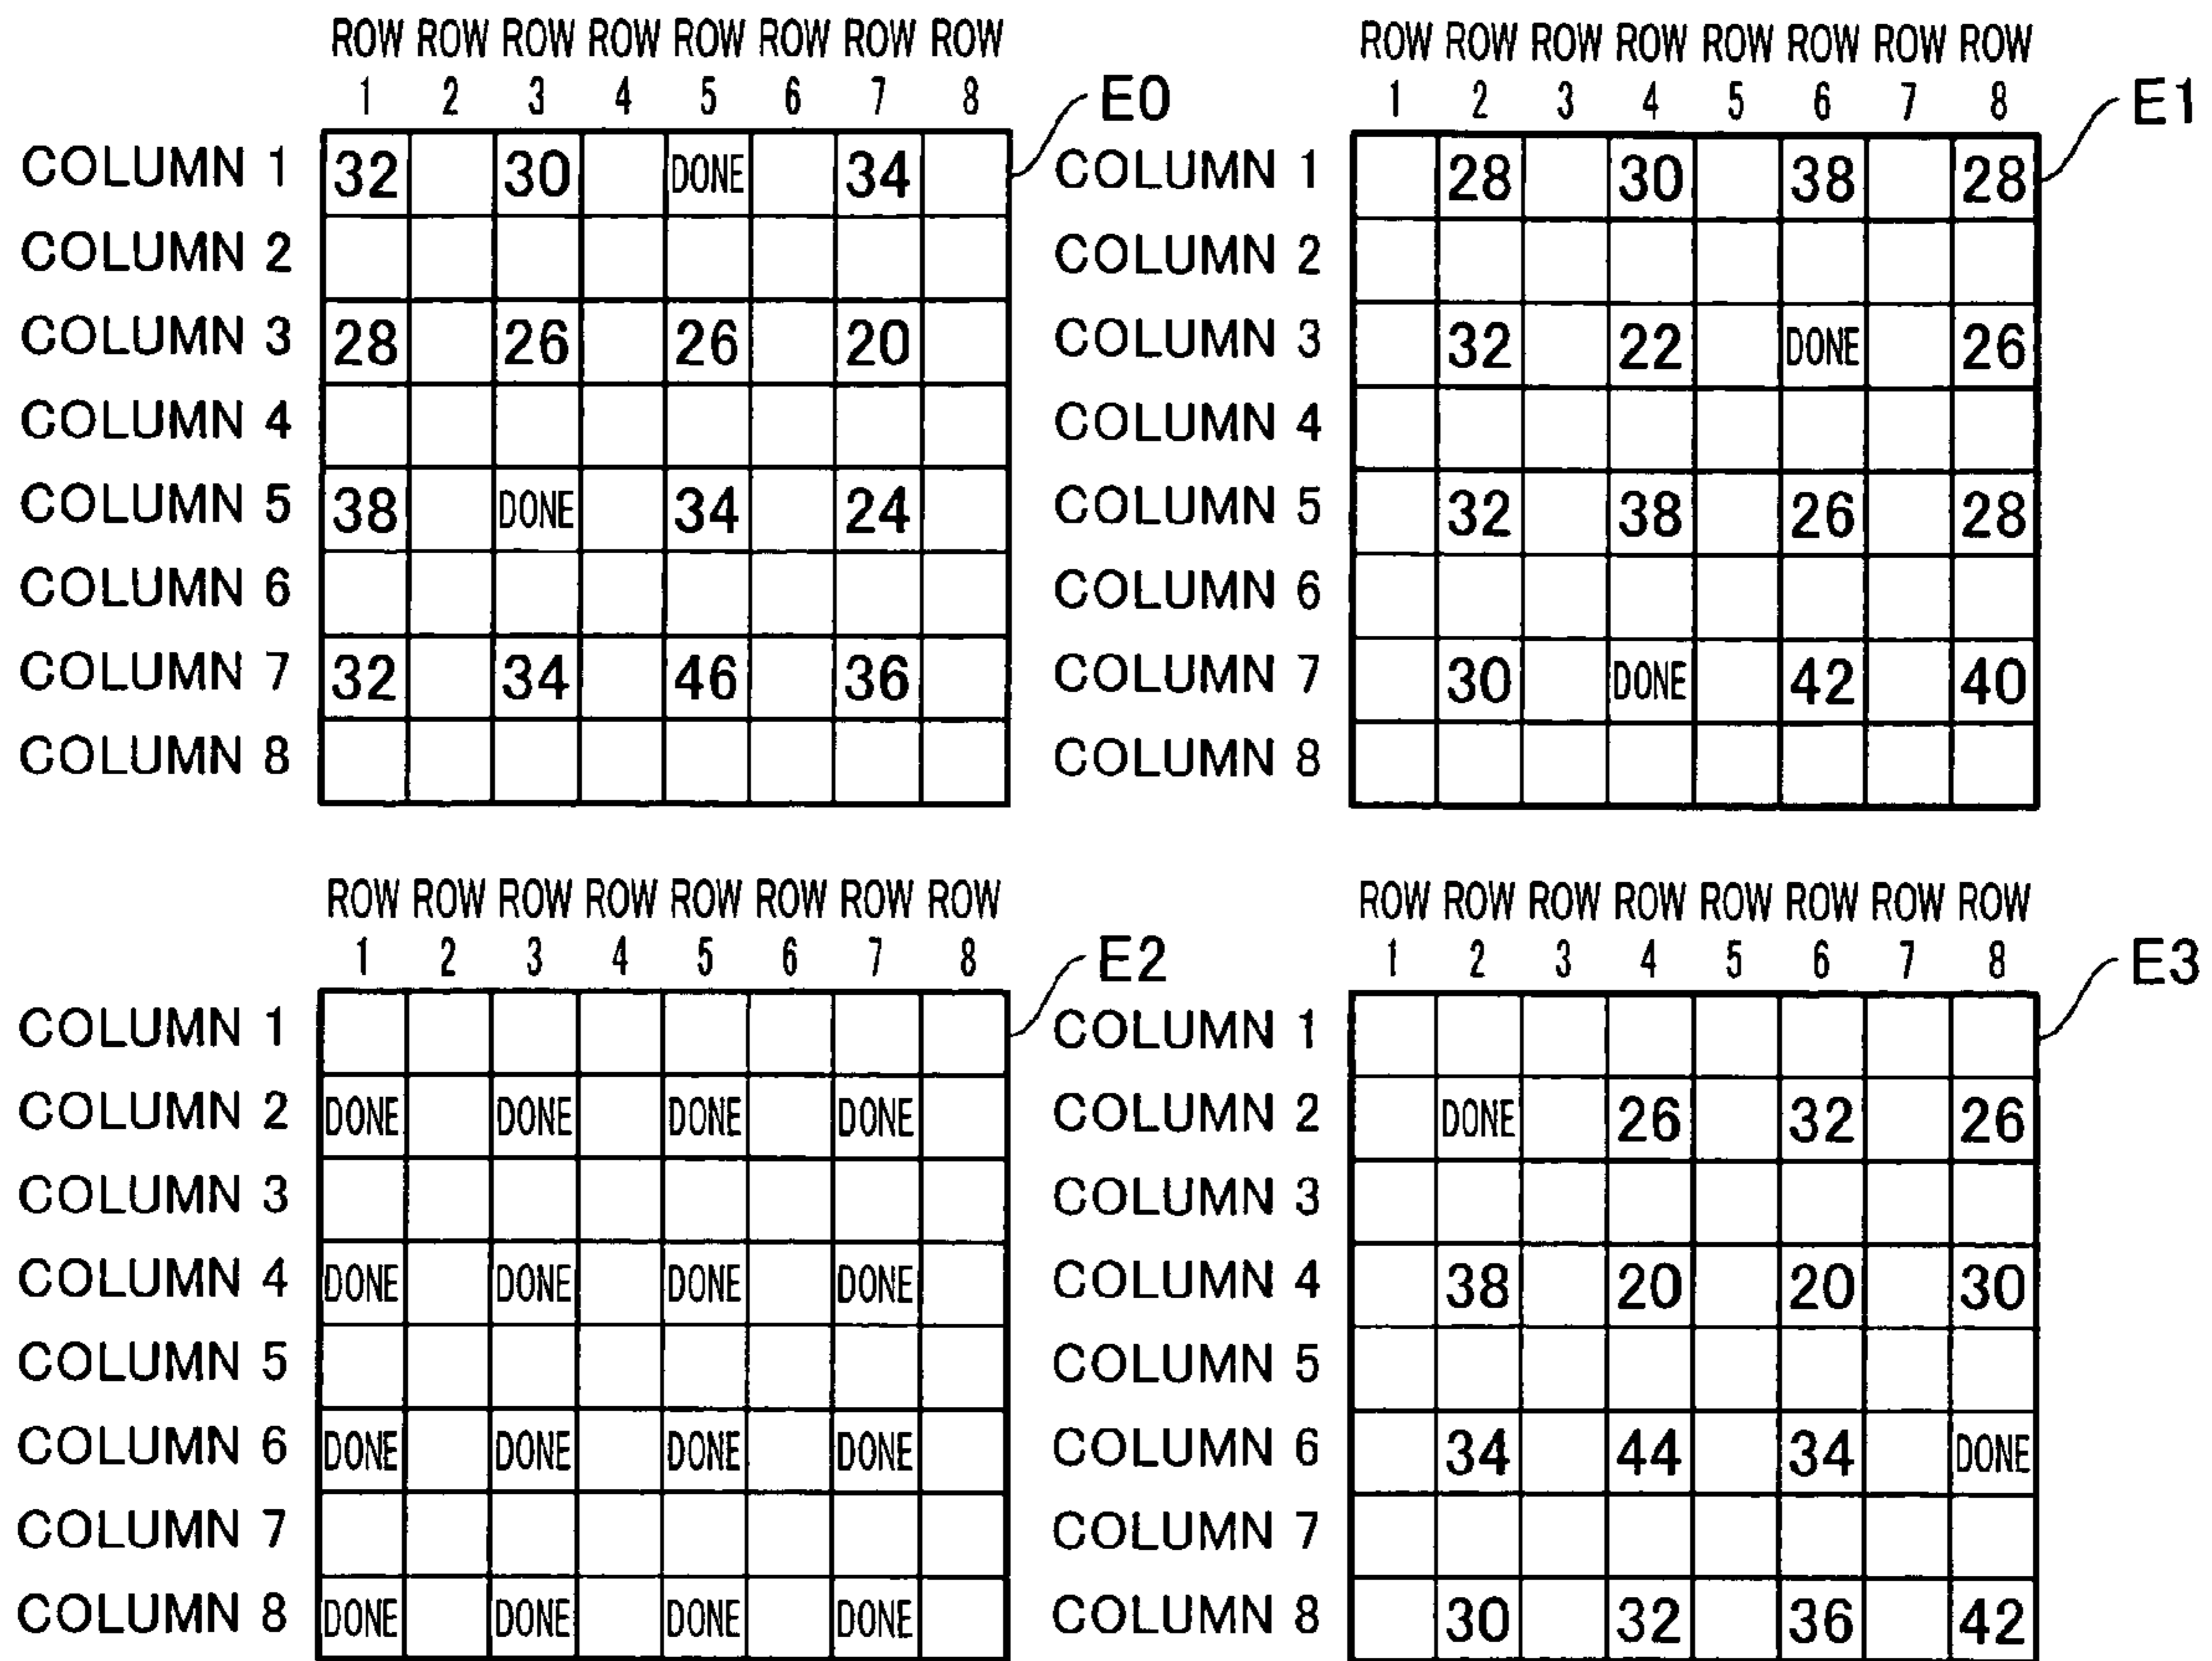 ROW ROW ROW ROW ROW ROW ROW ROW
1 2 3 4 5 6 7 8
E0
COLUMN 1 32 30 DONE 34
COLUMN 2
COLUMN 3 28 26 26 20
COLUMN 4
COLUMN 5 38 DONE 34 24
COLUMN 6
COLUMN 7 32 34 46 36
COLUMN 8
ROW ROW ROW ROW ROW ROW ROW ROW
1 2 3 4 5 6 7 8
E1
COLUMN 1 28 30 38 28
COLUMN 2
COLUMN 3 32 22 DONE 26
COLUMN 4
COLUMN 5 32 38 26 28
COLUMN 6
COLUMN 7 30 DONE 42 40
COLUMN 8
ROW ROW ROW ROW ROW ROW ROW ROW
1 2 3 4 5 6 7 8
E2
COLUMN 1
COLUMN 2 DONE DONE DONE DONE
COLUMN 3
COLUMN 4 DONE DONE DONE DONE
COLUMN 5
COLUMN 6 DONE DONE DONE DONE
COLUMN 7
COLUMN 8 DONE DONE DONE DONE
ROW ROW ROW ROW ROW ROW ROW ROW
1 2 3 4 5 6 7 8
E3
COLUMN 1
COLUMN 2 DONE 26 32 26
COLUMN 3
COLUMN 4 38 20 20 30
COLUMN 5
COLUMN 6 34 44 34 DONE
COLUMN 7
COLUMN 8 30 32 36 42